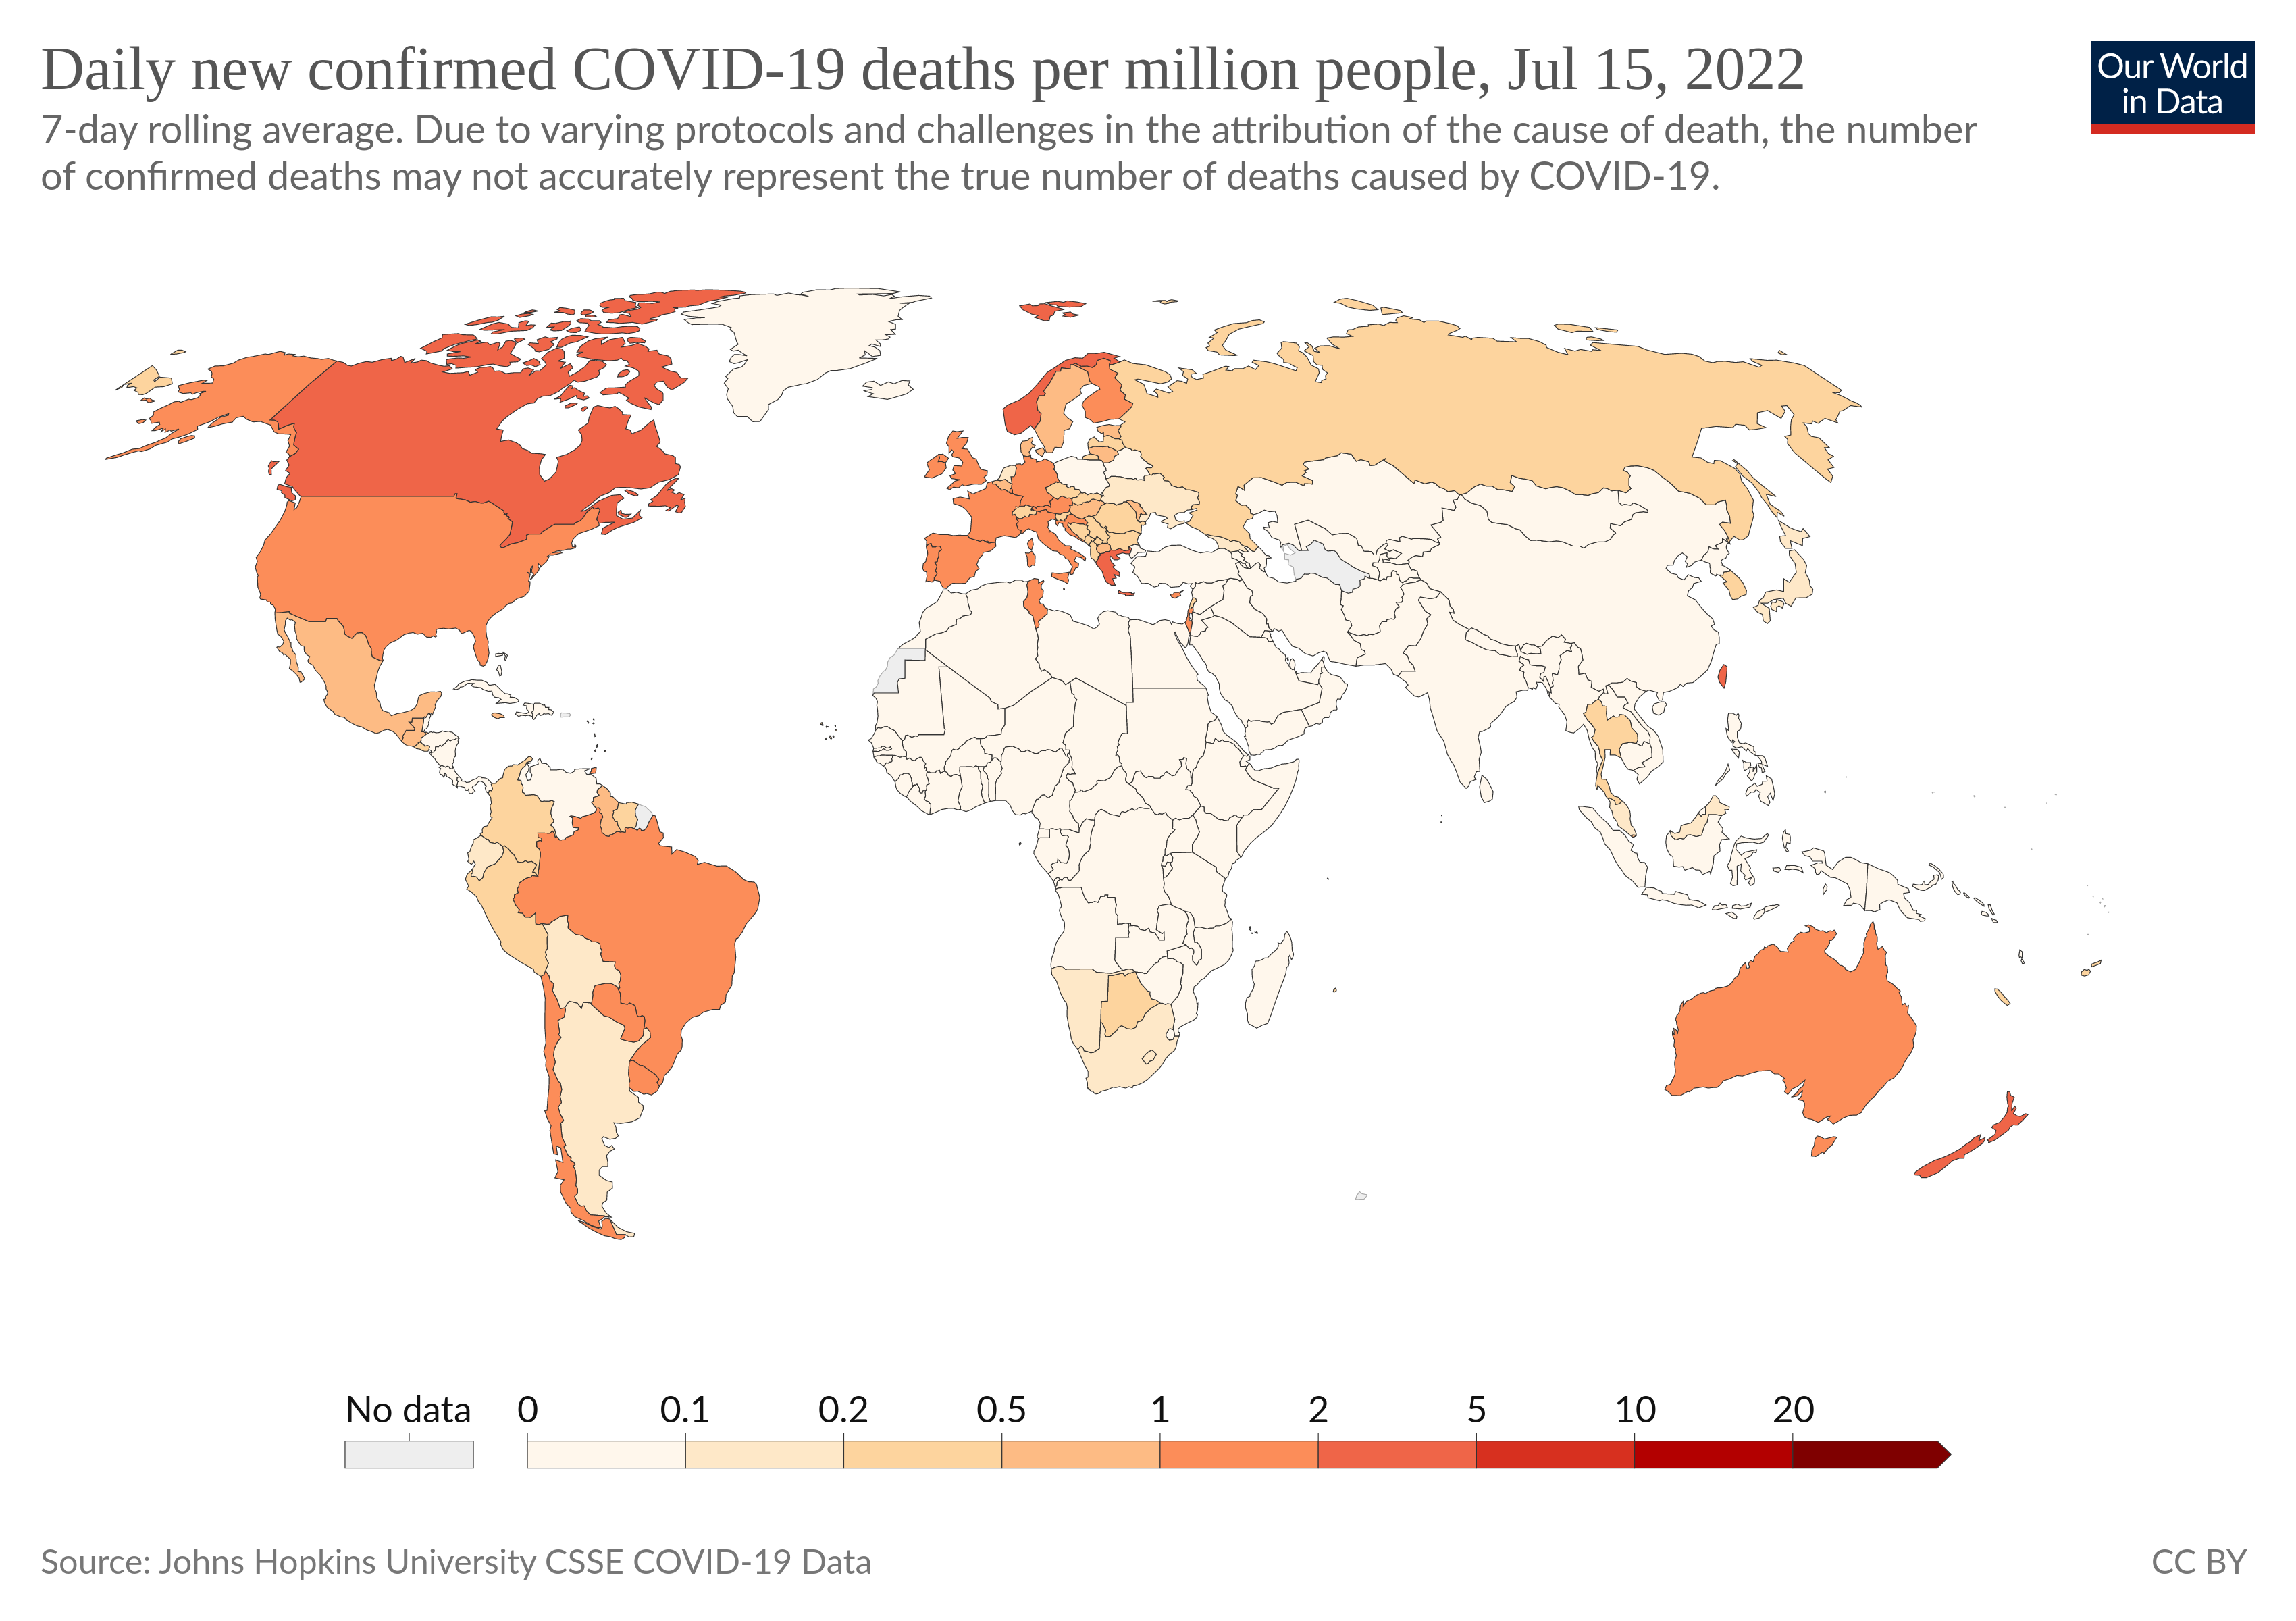 Daily new confirmed COVID-19 deaths per million people, Jul 15, 2022
Our World
in Data
7-day rolling average. Due to varying protocols and challenges in the attribution of the cause of death, the number
of confirmed deaths may not accurately represent the true number of deaths caused by COVID-19.
No data 0 0.1 0.2 0.5 1 2 5 10 20
Source: Johns Hopkins University CSSE COVID-19 Data
CC BY